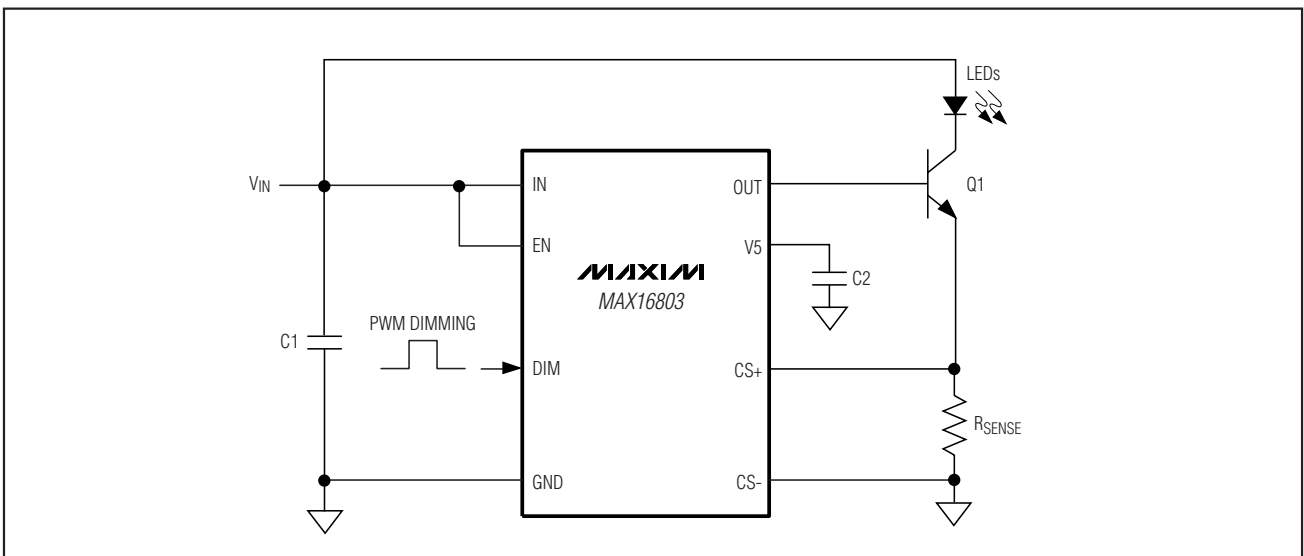 LEDs
VIN
IN
OUT
Q1
EN
V5
MAXIM
MAX16803
C2
PWM DIMMING
C1
DIM
CS+
RSENSE
GND
CS-